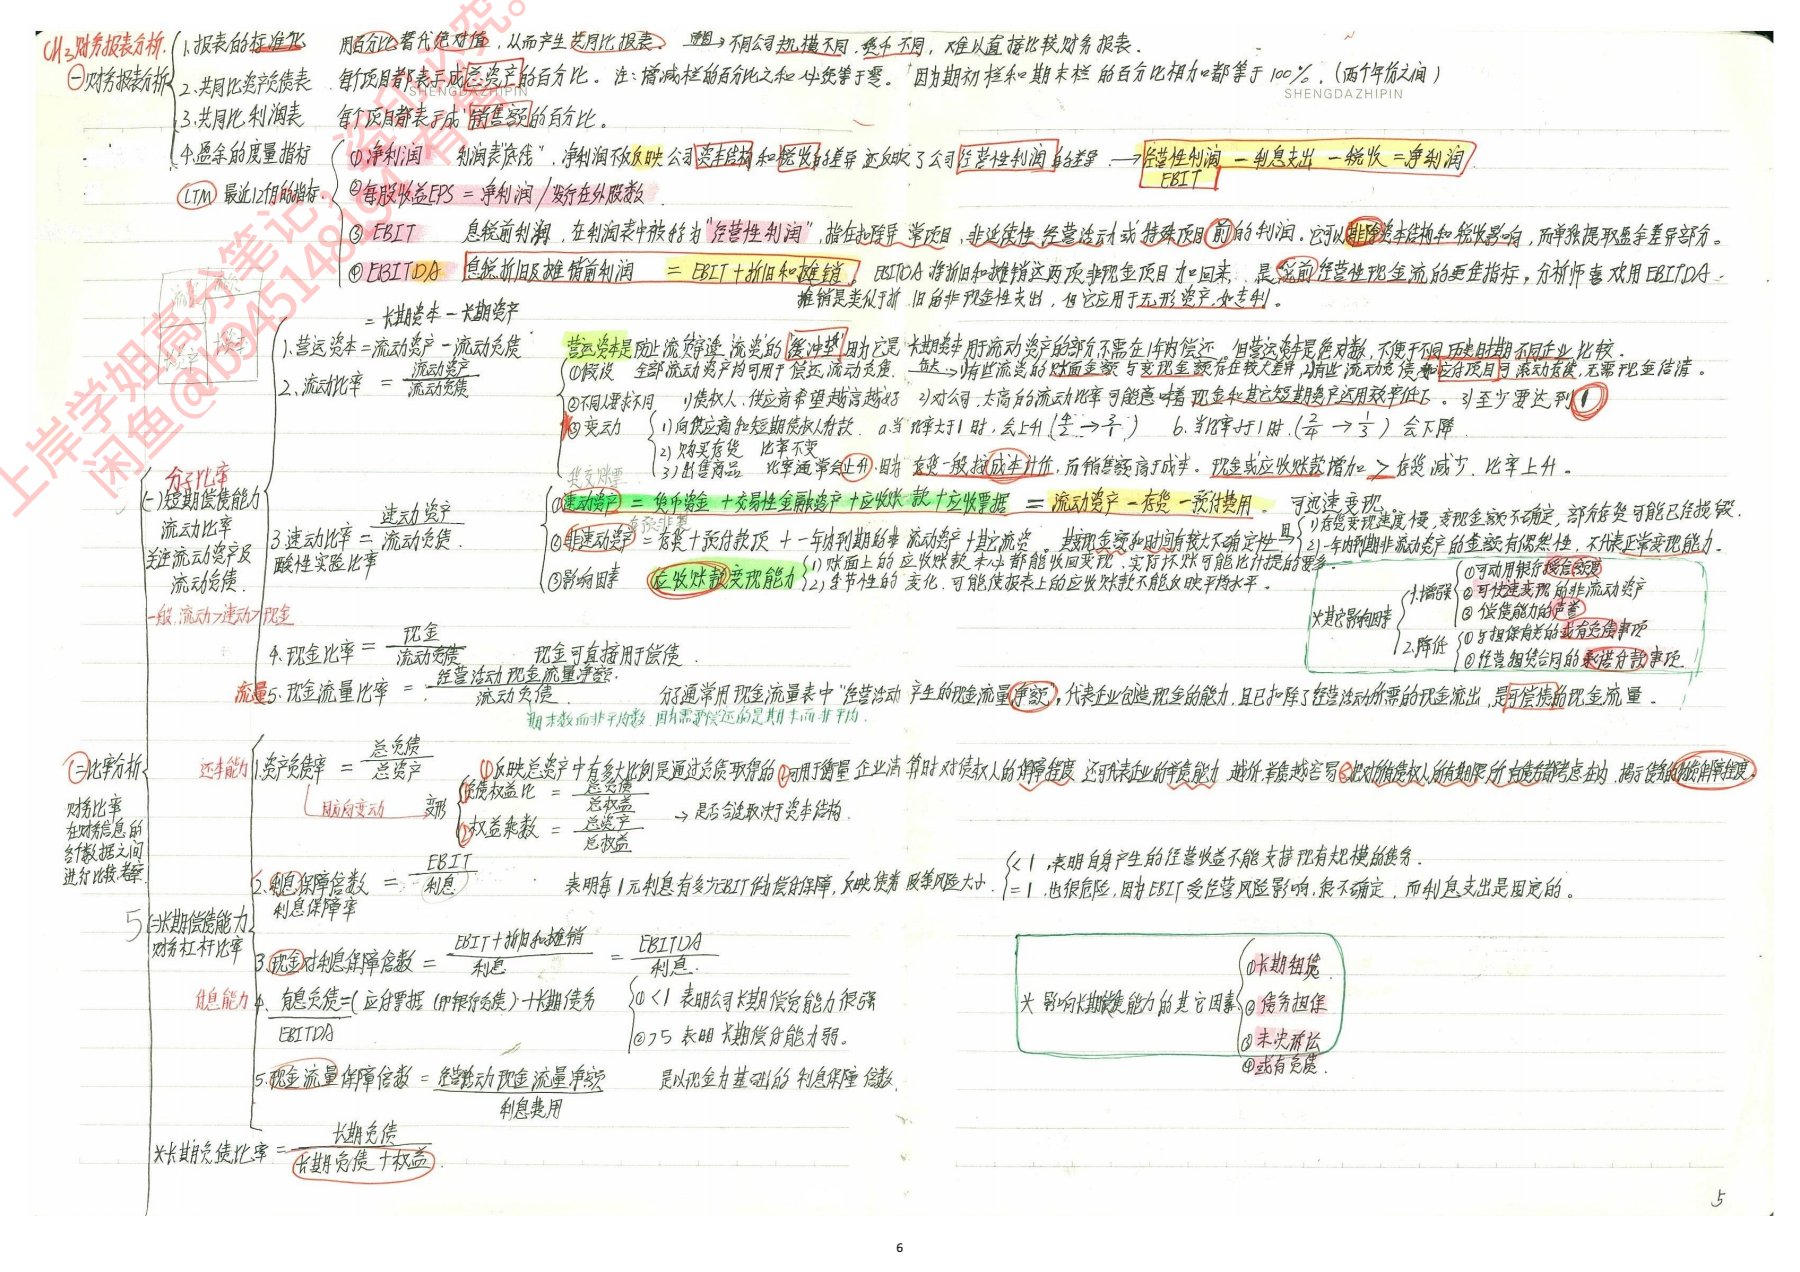 CH3财务报表分析
㊀财务报表分析
1.报表的标准化 用百分比替代绝对值,从而产生共同比报表。 → 不同公司规模不同,货币不同,难以直接比较财务报表.
2.共同比资产负债表 每个项目都表示成总资产的百分比。注:增减栏的百分比之和必须等于零。因为期初栏和期末栏的百分比相加都等于100%.(两个年份之间)
SHENGDAZHIPIN SHENGDAZHIPIN
3.共同比利润表 每个项目都表示成"销售额"的百分比。
4.盈余的度量指标
①净利润 利润表"底线",净利润不仅反映公司资本结构和税收的差异还反映了公司经营性利润的差异 → 经营性利润-利息支出-税收=净利润
EBIT
LTM 最近12个月的指标
②每股收益EPS=净利润/发行在外股数
③EBIT 息税前利润,在利润表中被称为"经营性利润",指在扣除异常项目、非延续性经营活动或特殊项目前的利润。它可以排除资本结构和税收影响,而单独提取盈余差异部分。
④EBITDA 息税折旧及摊销前利润 =EBIT+折旧和摊销. EBITDA将折旧和摊销这两项非现金项目加回来,是税前经营性现金流的更佳指标。分析师喜欢用EBITDA.
摊销是类似于折旧的非现金性支出,但它应用于无形资产,如专利。
㊁比率分析
财务比率
在财务信息的
各个数据之间
进行比较、考察.
分子比率
(一)短期偿债能力
流动比率
关注流动资产及
流动负债.
一般,流动>速动>现金
=长期资本-长期资产
1.营运资本=流动资产-流动负债 营运资本是防止流负穿透流资的"缓冲垫"因为它是长期资本用于流动资产的部分不需在1年内偿还。但营运资本是绝对数,不便于不同历史时期不同企业比较.
2.流动比率=流动资产/流动负债
①假设 全部流动资产均可用于偿还流动负债. → 1)有些流资的账面金额与变现金额存在较大差异 2)有些流动负债如应付项目可滚动存续,无需现金结清。
②不同人要求不同 1)债权人、供应商希望越高越好 2)对公司,太高的流动比率可能意味着现金和其它短期资产运用效率低下。 3)至少要达到1
③变动 1)向供应商和短期债权人付款. a.当比率大于1时,会上升(4/2→3/1) b.当比率小于1时.(2/4→1/3)会下降.
2)购买存货 比率不变
3)出售商品 比率通常会上升,因为存货一般按成本计价,而销售额高于成本.现金或应收账款增加>存货减少.比率上升。
3.速动比率=速动资产/流动负债.
酸性实验比率
①速动资产=货币资金+交易性金融资产+应收账款+应收票据=流动资产-存货-预付费用. 可迅速变现.
②非速动资产=存货+预付款项+一年内到期的非流动资产+其它流资。其变现金额和时间有较大不确定性
1)存货变现速度慢,变现金额不确定,部分存货可能已经损毁.
2)一年内到期非流动资产的金额有偶然性,不代表正常变现能力.
③影响因素 应收账款变现能力
1)账面上的应收账款未必都能收回变现,实际坏账可能比计提的要多
2)季节性的变化,可能使报表上的应收账款不能反映平均水平。
*其它影响因素
1.增强 ①可动用银行授信额度
②可快速变现的非流动资产
③偿债能力的声誉
2.降低 ①与担保有关的或有负债事项
②经营租赁合同的承诺付款事项
4.现金比率=现金/流动负债 现金可直接用于偿债.
流量5.现金流量比率=经营活动现金流量净额/流动负债. 分子通常用现金流量表中"经营活动产生的现金流量净额",代表企业创造现金的能力,且已扣除了经营活动所需的现金流出,是可偿债的现金流量.
期末数而非平均数,因为需要偿还的是期末而非平均.
(二)长期偿债能力
财务杠杆比率
还本能力
1.资产负债率=总负债/总资产 ①反映总资产中有多大比例是通过负债取得的 ②可用于衡量企业清算时对债权人的保障程度,还可代表企业的举债能力.越低举债越容易
同方向变动 变形
①负债权益比=总负债/总权益
②权益乘数=总资产/总权益
→是否合适取决于资本结构.
2.利息保障倍数=EBIT/利息 表明每1元利息有多少EBIT作为偿付保障,反映债务政策风险大小.
利息保障率
<1,表明自身产生的经营收益不能支持现有规模的债务.
=1.也很危险,因为EBIT受经营风险影响.很不确定,而利息支出是固定的。
3.现金对利息保障倍数=EBIT+折旧和摊销/利息=EBITDA/利息.
付息能力
4.有息负债/EBITDA=(应付票据(即银行负债)+长期债务
①<1 表明公司长期偿债能力很强
②>5 表明长期偿付能力弱。
*影响长期偿债能力的其它因素
①长期租赁.
②债务担保
③未决诉讼
④或有负债.
5.现金流量保障倍数=经营活动现金流量净额/利息费用 是以现金为基础的利息保障倍数.
*长期负债比率=长期负债/长期负债+权益
5
5
6